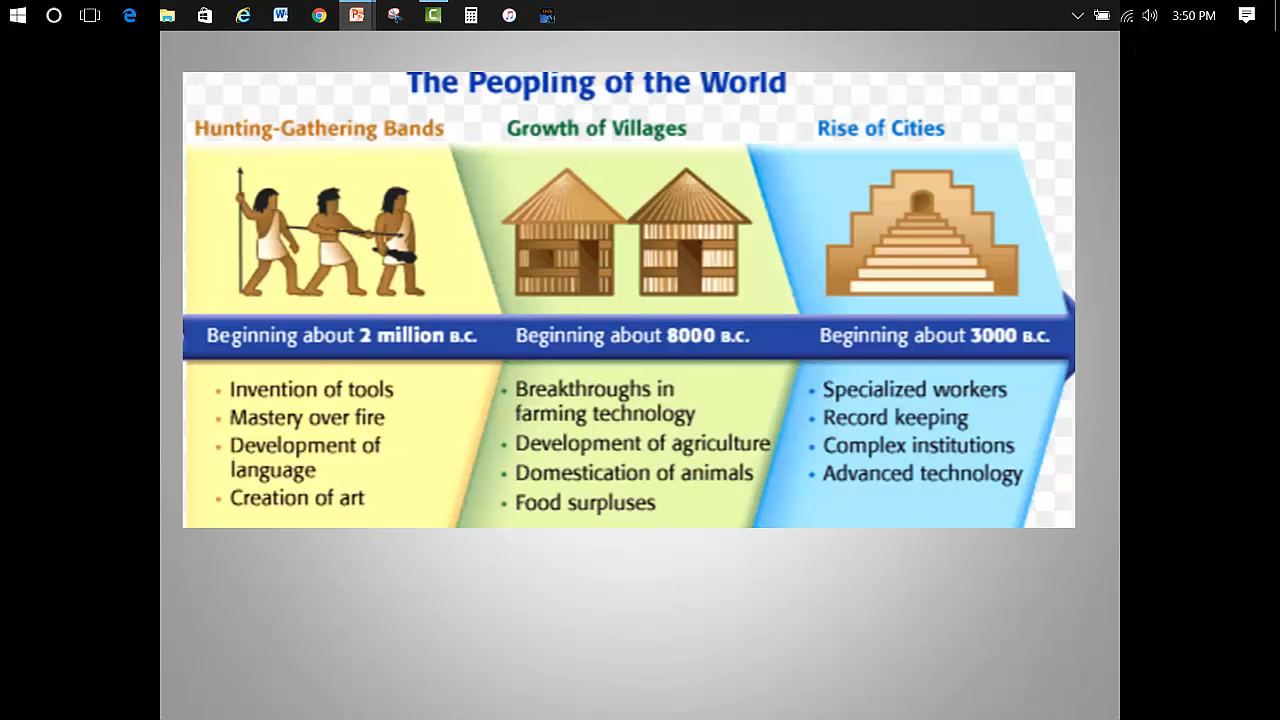 3:50 PM
The Peopling of the World
Hunting-Gathering Bands
Growth of Villages
Rise of Cities
Beginning about 2 million B.C.
Beginning about 8000 B.C.
Beginning about 3000 B.C.
• Invention of tools
• Mastery over fire
• Development of
language
• Creation of art
• Breakthroughs in
farming technology
• Development of agriculture
• Domestication of animals
• Food surpluses
• Specialized workers
• Record keeping
• Complex institutions
• Advanced technology